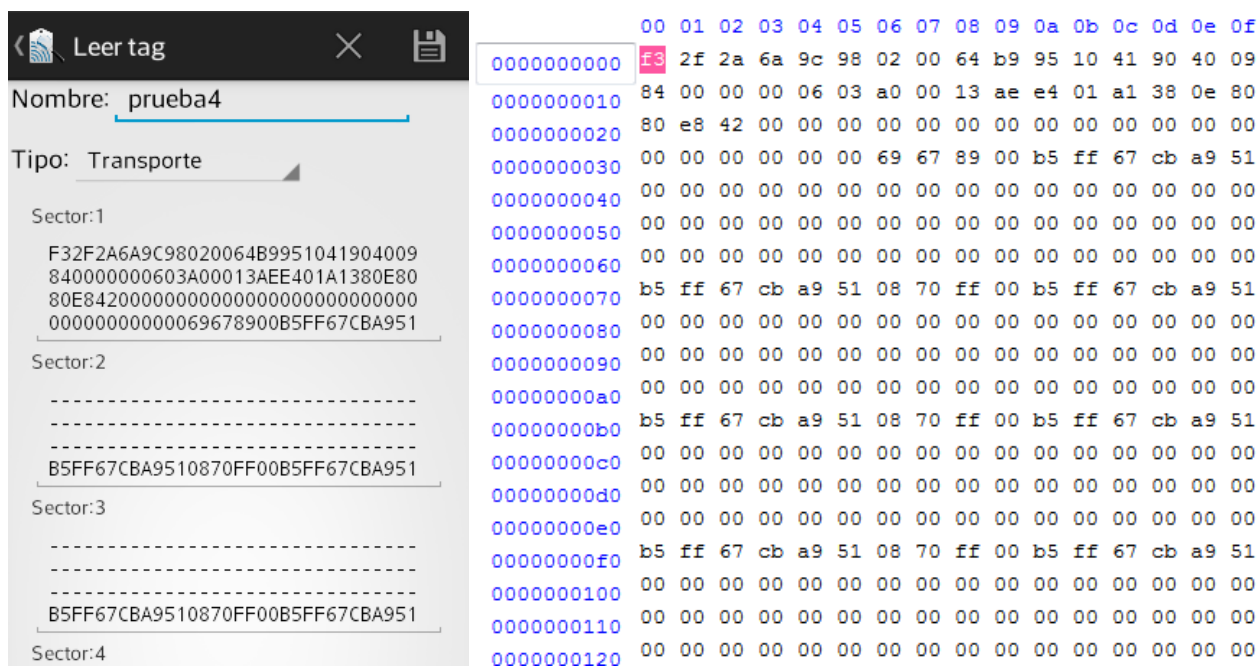 Leer tag
Nombre: prueba4
Tipo: Transporte
Sector:1
F32F2A6A9C98020064B9951041904009
840000000603A00013AEE401A1380E80
80E84200000000000000000000000000
00000000000069678900B5FF67CBA951
Sector:2
--------------------------------
--------------------------------
--------------------------------
B5FF67CBA9510870FF00B5FF67CBA951
Sector:3
--------------------------------
--------------------------------
--------------------------------
B5FF67CBA9510870FF00B5FF67CBA951
Sector:4
00 01 02 03 04 05 06 07 08 09 0a 0b 0c 0d 0e 0f
0000000000 f3 2f 2a 6a 9c 98 02 00 64 b9 95 10 41 90 40 09
0000000010 84 00 00 00 06 03 a0 00 13 ae e4 01 a1 38 0e 80
0000000020 80 e8 42 00 00 00 00 00 00 00 00 00 00 00 00 00
0000000030 00 00 00 00 00 00 69 67 89 00 b5 ff 67 cb a9 51
0000000040 00 00 00 00 00 00 00 00 00 00 00 00 00 00 00 00
0000000050 00 00 00 00 00 00 00 00 00 00 00 00 00 00 00 00
0000000060 00 00 00 00 00 00 00 00 00 00 00 00 00 00 00 00
0000000070 b5 ff 67 cb a9 51 08 70 ff 00 b5 ff 67 cb a9 51
0000000080 00 00 00 00 00 00 00 00 00 00 00 00 00 00 00 00
0000000090 00 00 00 00 00 00 00 00 00 00 00 00 00 00 00 00
00000000a0 00 00 00 00 00 00 00 00 00 00 00 00 00 00 00 00
00000000b0 b5 ff 67 cb a9 51 08 70 ff 00 b5 ff 67 cb a9 51
00000000c0 00 00 00 00 00 00 00 00 00 00 00 00 00 00 00 00
00000000d0 00 00 00 00 00 00 00 00 00 00 00 00 00 00 00 00
00000000e0 00 00 00 00 00 00 00 00 00 00 00 00 00 00 00 00
00000000f0 b5 ff 67 cb a9 51 08 70 ff 00 b5 ff 67 cb a9 51
0000000100 00 00 00 00 00 00 00 00 00 00 00 00 00 00 00 00
0000000110 00 00 00 00 00 00 00 00 00 00 00 00 00 00 00 00
0000000120 00 00 00 00 00 00 00 00 00 00 00 00 00 00 00 00